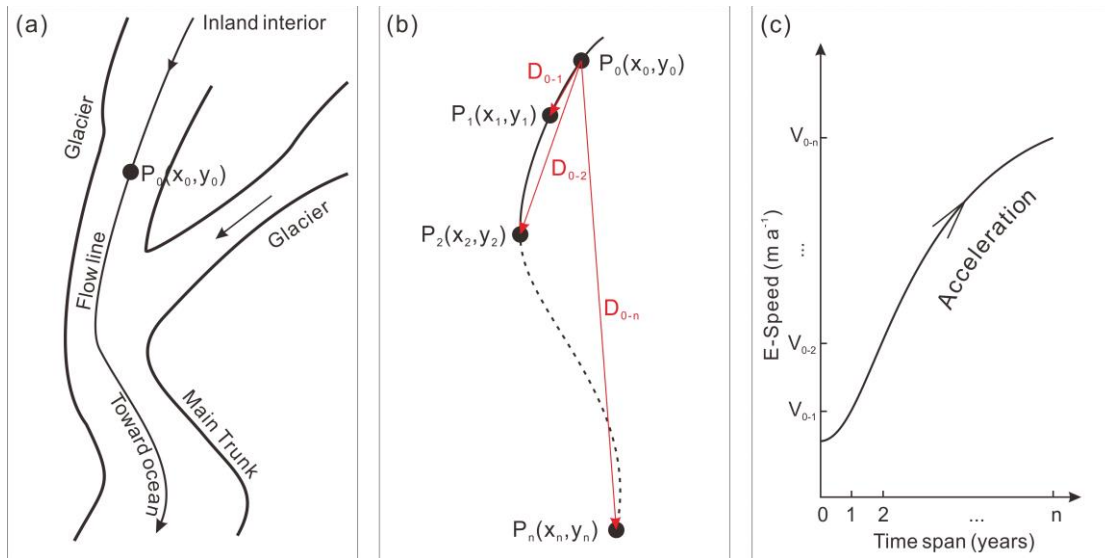 (a)
Inland interior
Glacier
P₀(x₀,y₀)
Glacier
Flow line
Toward ocean
Main Trunk
(b)
P₀(x₀,y₀)
D₀₋₁
P₁(x₁,y₁)
D₀₋₂
P₂(x₂,y₂)
D₀₋ₙ
Pₙ(xₙ,yₙ)
(c)
V₀₋ₙ
...
V₀₋₂
V₀₋₁
E-Speed (m a⁻¹)
Acceleration
0 1 2 ... n
Time span (years)